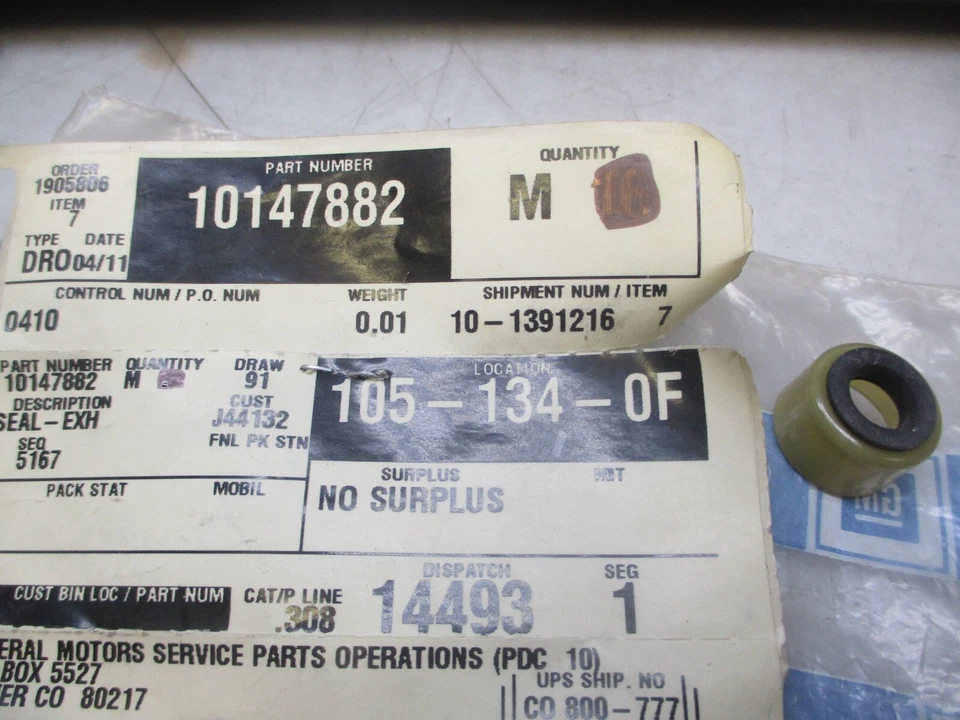 ORDER
1905806
ITEM
7
TYPE DATE
DRO 04/11
PART NUMBER
10147882
QUANTITY
M
CONTROL NUM / P.O. NUM
0410
WEIGHT
0.01
SHIPMENT NUM / ITEM
10-1391216 7
PART NUMBER QUANTITY DRAW
10147882 M 91
DESCRIPTION CUST
SEAL-EXH J44132
SEQ FNL PK STN
5167
PACK STAT MOBIL
LOCATION
105-134-0F
SURPLUS
NO SURPLUS
CUST BIN LOC / PART NUM
CAT/P LINE
.308
DISPATCH
14493
SEG
1
ERAL MOTORS SERVICE PARTS OPERATIONS (PDC 10)
BOX 5527
ER CO 80217
UPS SHIP. NO
CO 800-777
GM